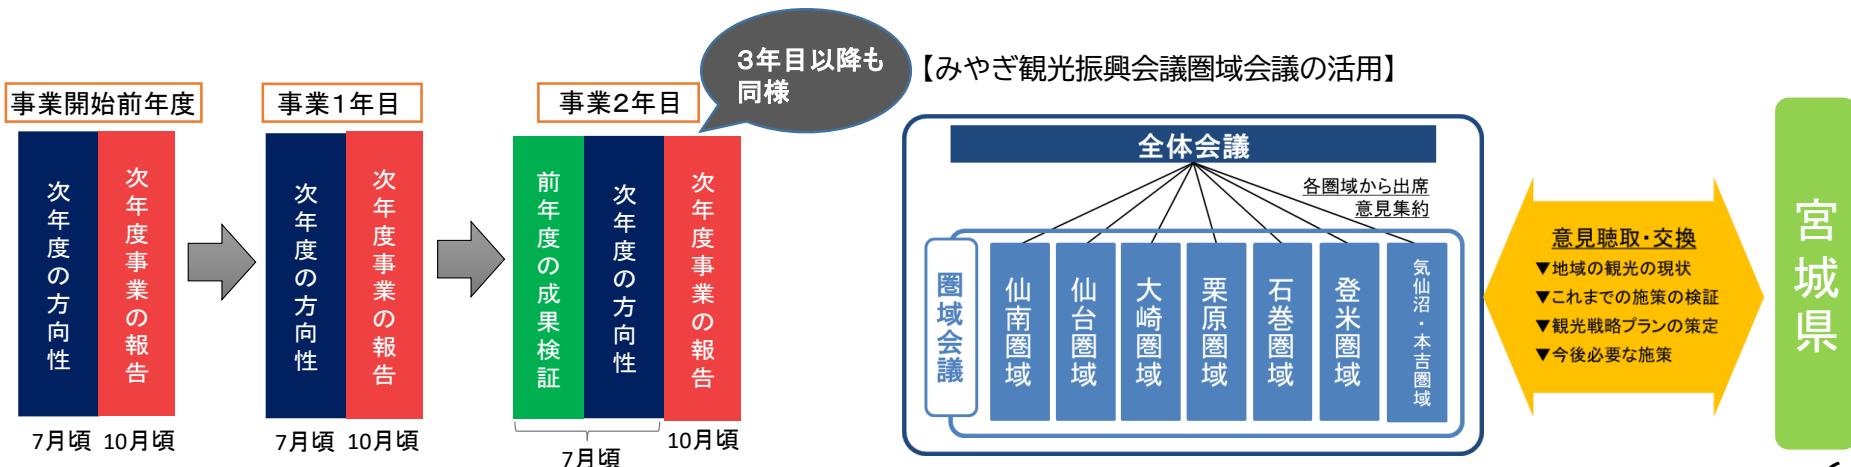 3年目以降も
同様
【みやぎ観光振興会議圏域会議の活用】
事業開始前年度
事業1年目
事業2年目
次年度の方向性
次年度事業の報告
次年度の方向性
次年度事業の報告
前年度の成果検証
次年度の方向性
次年度事業の報告
7月頃
10月頃
7月頃
10月頃
7月頃
10月頃
全体会議
各圏域から出席
意見集約
圏域会議
仙南圏域
仙台圏域
大崎圏域
栗原圏域
石巻圏域
登米圏域
気仙沼・本吉圏域
意見聴取・交換
▼地域の観光の現状
▼これまでの施策の検証
▼観光戦略プランの策定
▼今後必要な施策
宮城県